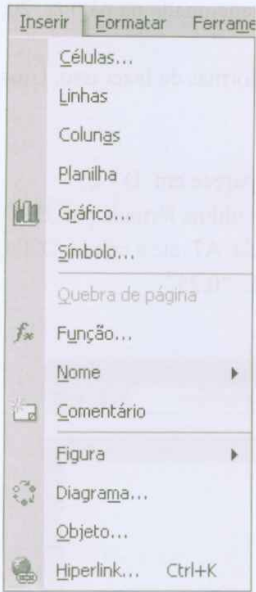 Inserir Formatar Ferrame
Células...
Linhas
Colunas
Planilha
Gráfico...
Símbolo...
Quebra de página
fx Função...
Nome
Comentário
Figura
Diagrama...
Objeto...
Hiperlink... Ctrl+K